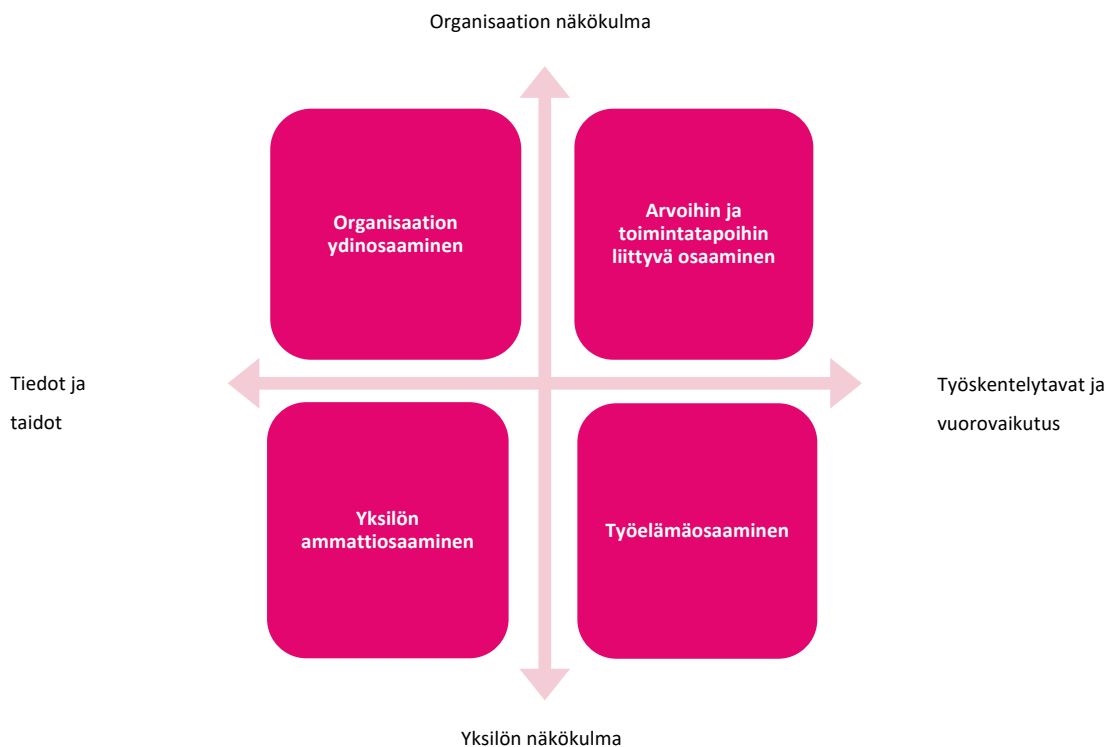 Organisaation näkökulma
Organisaation
ydinosaaminen
Arvoihin ja
toimintatapoihin
liittyvä osaaminen
Tiedot ja
taidot
Työskentelytavat ja
vuorovaikutus
Yksilön
ammattiosaaminen
Työelämäosaaminen
Yksilön näkökulma